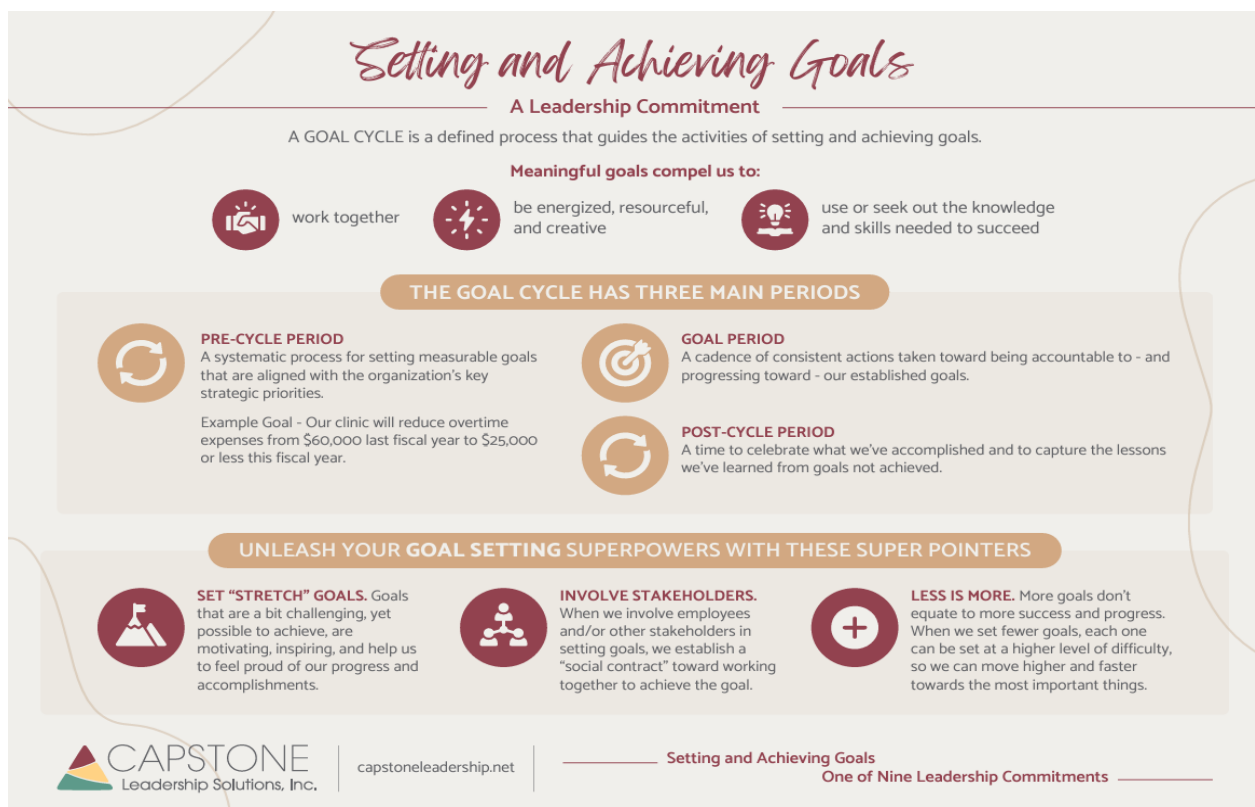 Setting and Achieving Goals
A Leadership Commitment
A GOAL CYCLE is a defined process that guides the activities of setting and achieving goals.
Meaningful goals compel us to:
work together
be energized, resourceful,
and creative
use or seek out the knowledge
and skills needed to succeed
THE GOAL CYCLE HAS THREE MAIN PERIODS
PRE-CYCLE PERIOD
A systematic process for setting measurable goals
that are aligned with the organization's key
strategic priorities.
Example Goal - Our clinic will reduce overtime
expenses from $60,000 last fiscal year to $25,000
or less this fiscal year.
GOAL PERIOD
A cadence of consistent actions taken toward being accountable to - and
progressing toward - our established goals.
POST-CYCLE PERIOD
A time to celebrate what we've accomplished and to capture the lessons
we've learned from goals not achieved.
UNLEASH YOUR GOAL SETTING SUPERPOWERS WITH THESE SUPER POINTERS
SET “STRETCH” GOALS. Goals
that are a bit challenging, yet
possible to achieve, are
motivating, inspiring, and help us
to feel proud of our progress and
accomplishments.
INVOLVE STAKEHOLDERS.
When we involve employees
and/or other stakeholders in
setting goals, we establish a
“social contract” toward working
together to achieve the goal.
LESS IS MORE. More goals don't
equate to more success and progress.
When we set fewer goals, each one
can be set at a higher level of difficulty,
so we can move higher and faster
towards the most important things.
CAPSTONE
Leadership Solutions, Inc.
capstoneleadership.net
Setting and Achieving Goals
One of Nine Leadership Commitments